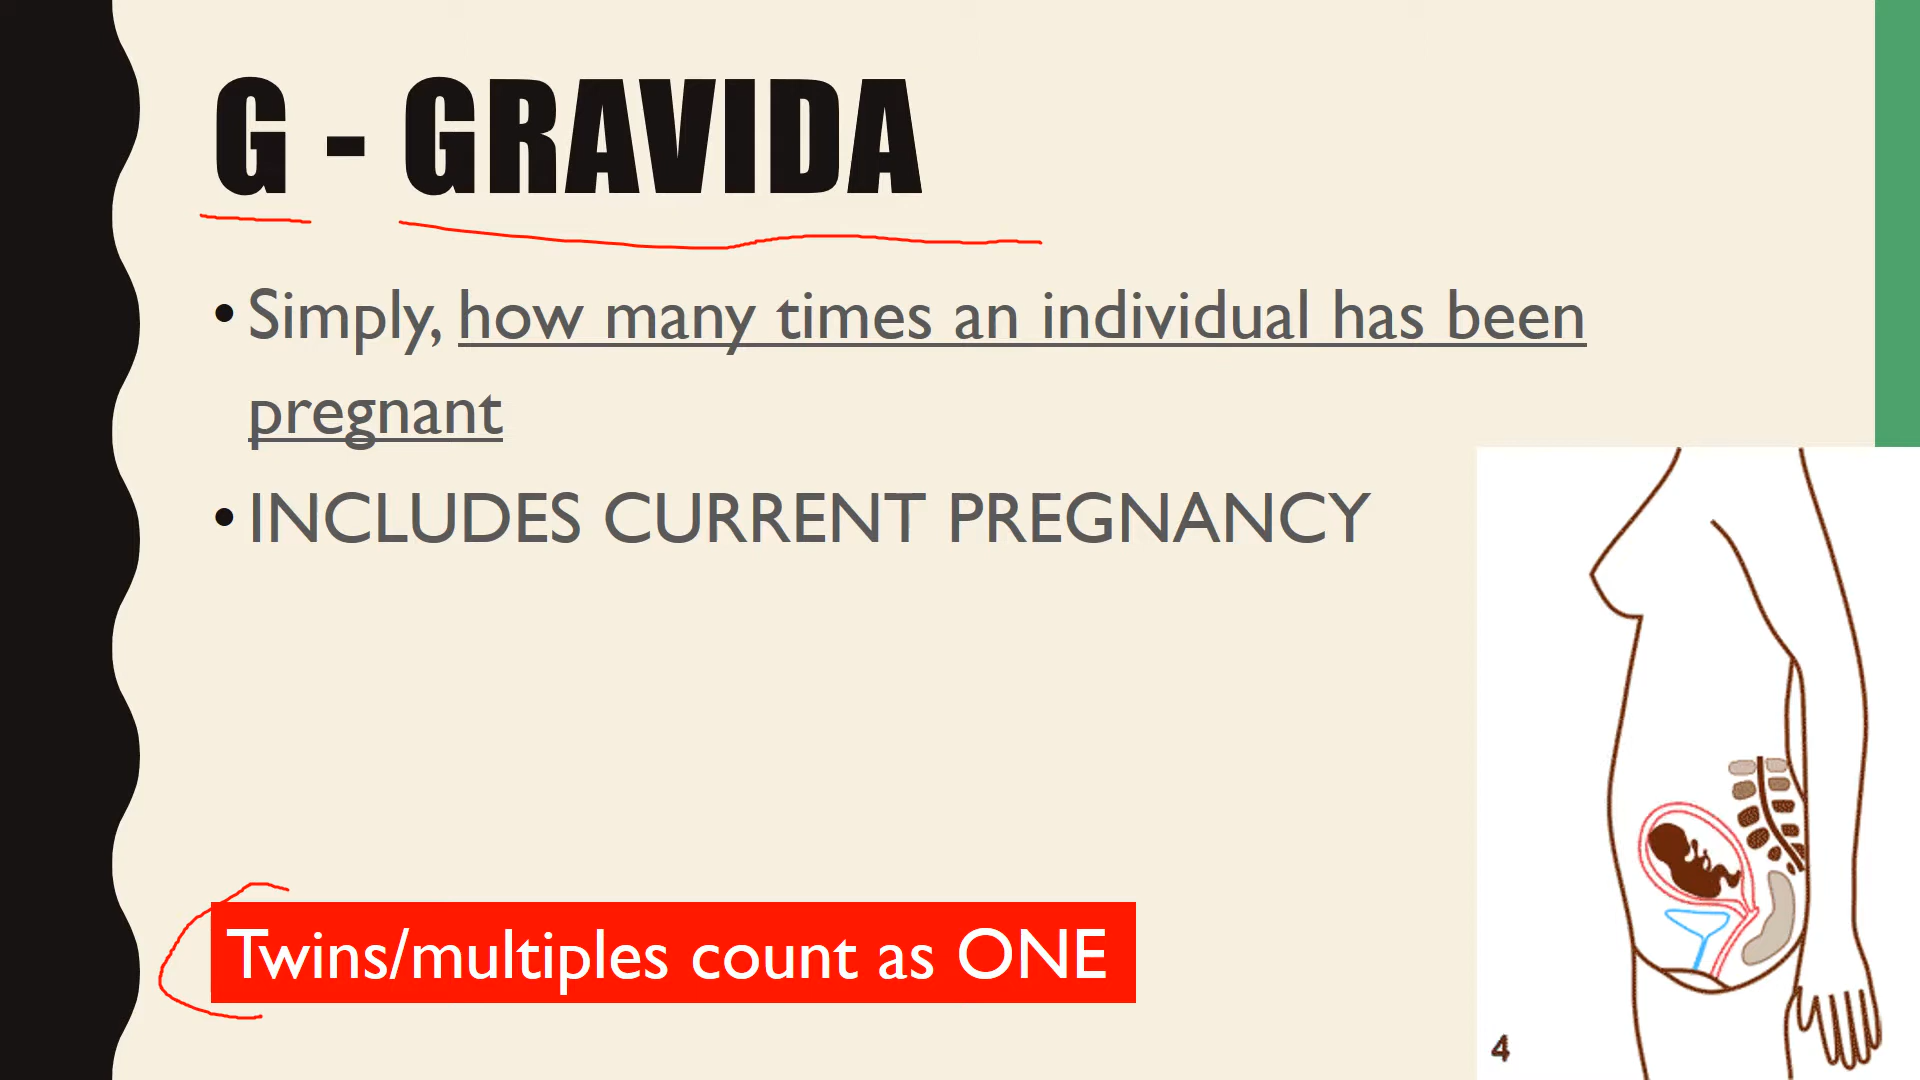 G - GRAVIDA
• Simply, how many times an individual has been
pregnant
• INCLUDES CURRENT PREGNANCY
Twins/multiples count as ONE
4